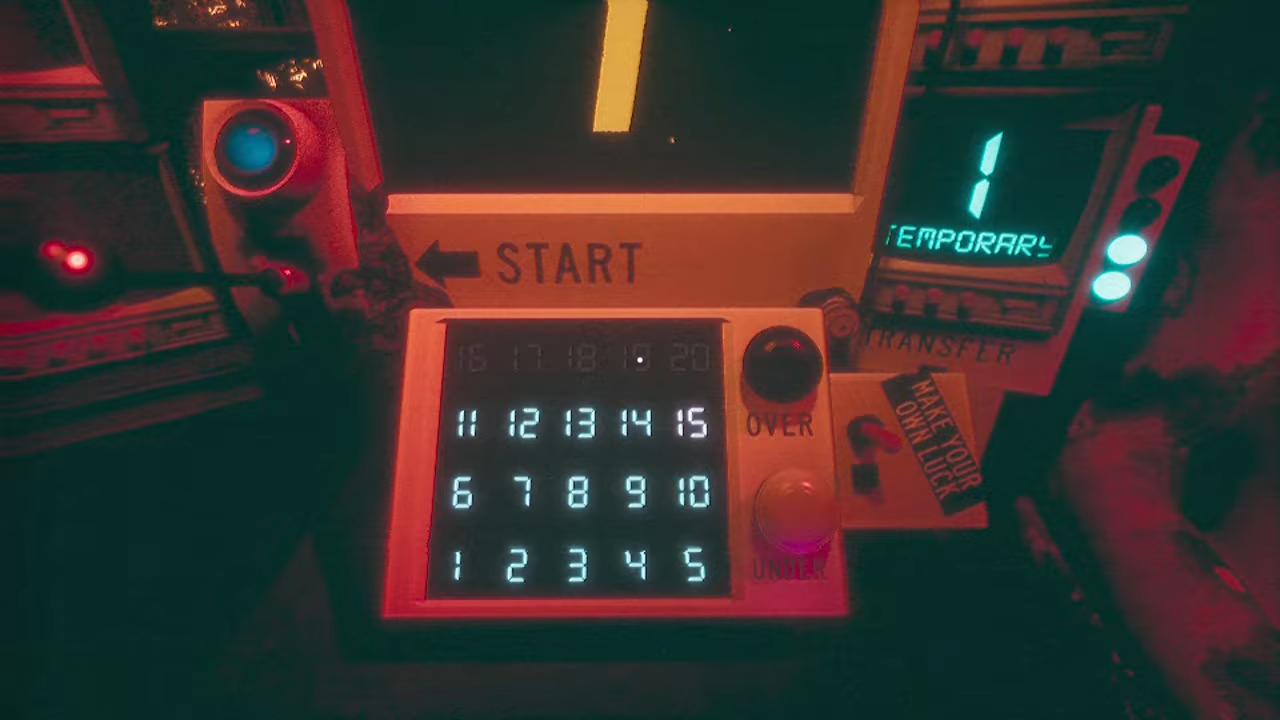 1
TEMPORARY
START
TRANSFER
16 17 18 19 20
11 12 13 14 15
6 7 8 9 10
1 2 3 4 5
OVER
UNDER
MAKE YOUR
OWN LUCK